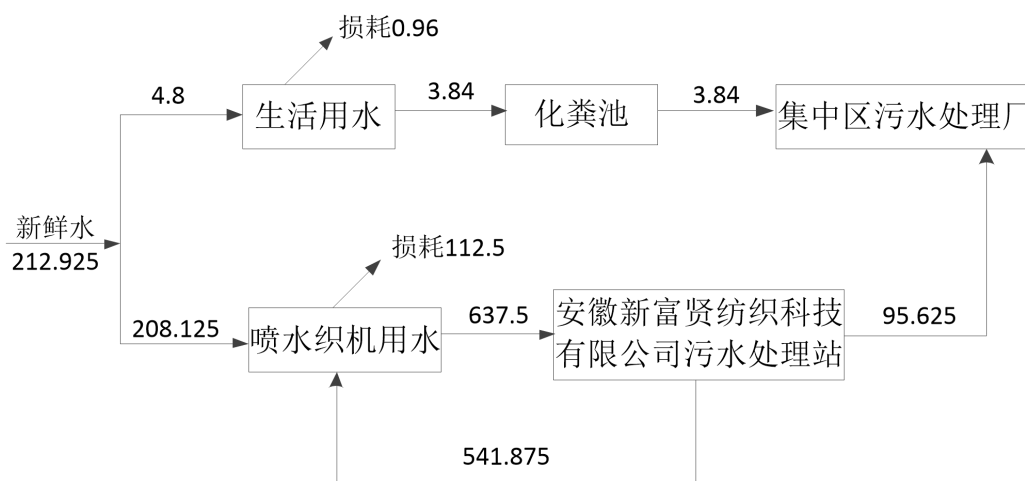 损耗0.96
4.8
生活用水
3.84
化粪池
3.84
集中区污水处理厂
新鲜水
212.925
损耗112.5
208.125
喷水织机用水
637.5
安徽新富贤纺织科技
有限公司污水处理站
95.625
541.875